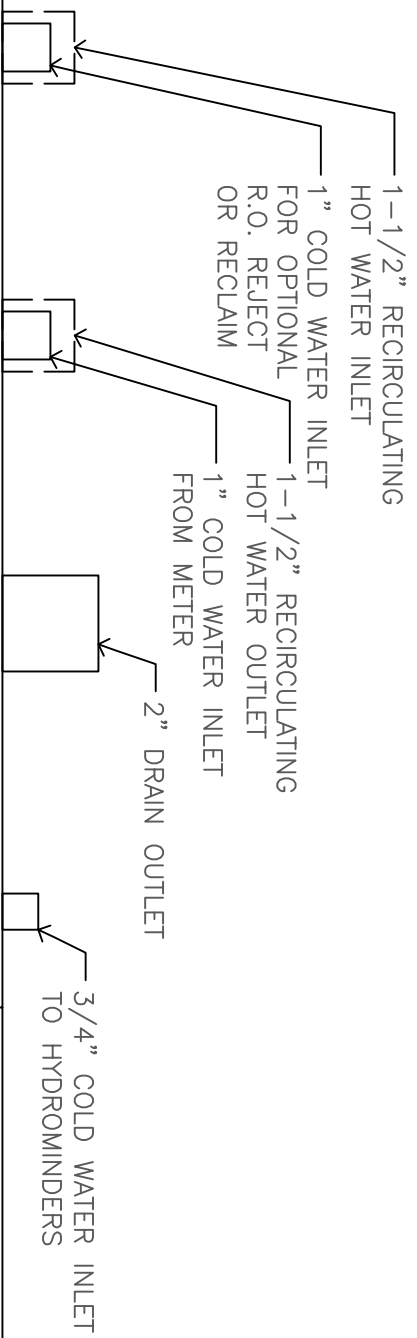 1-1/2" RECIRCULATING
HOT WATER INLET
1" COLD WATER INLET
FOR OPTIONAL
R.O. REJECT
OR RECLAIM
1-1/2" RECIRCULATING
HOT WATER OUTLET
1" COLD WATER INLET
FROM METER
2" DRAIN OUTLET
3/4" COLD WATER INLET
TO HYDROMINDERS